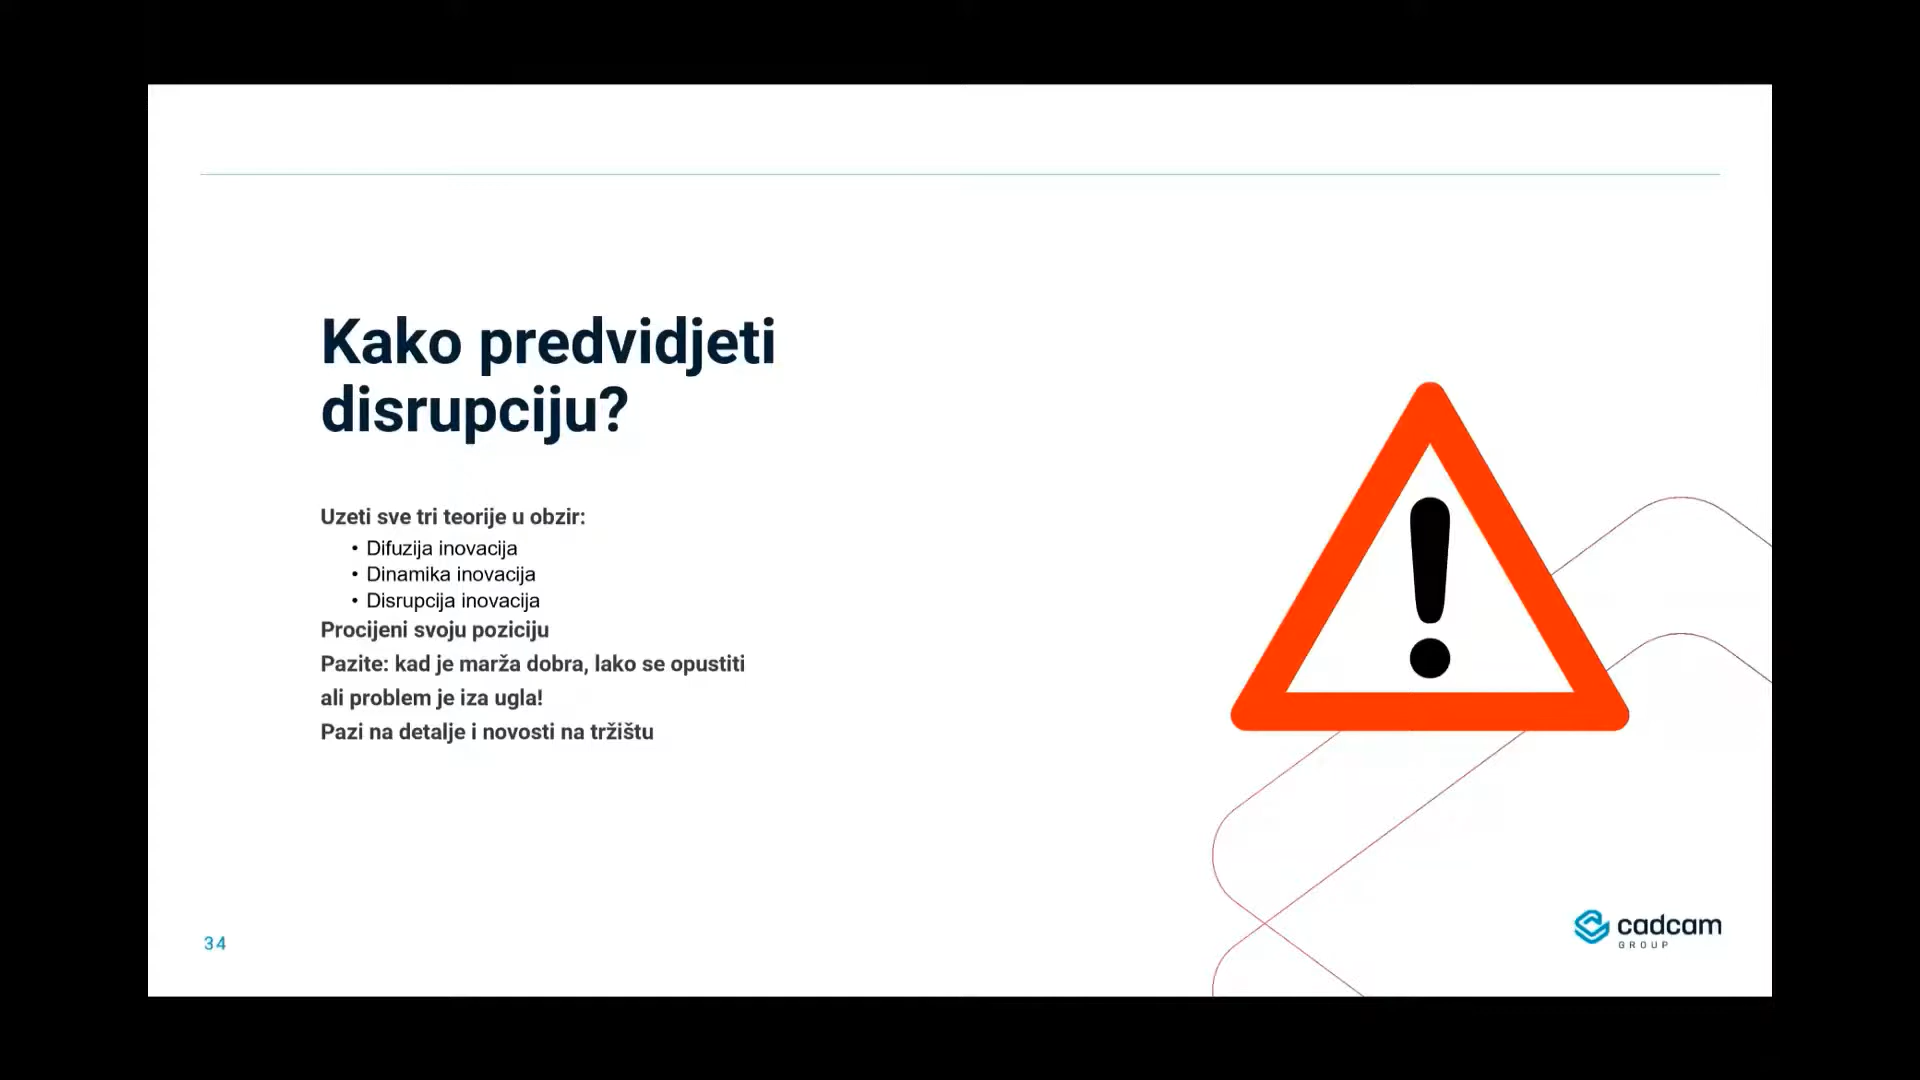 Kako predvidjeti
disrupciju?
Uzeti sve tri teorije u obzir:
• Difuzija inovacija
• Dinamika inovacija
• Disrupcija inovacija
Procijeni svoju poziciju
Pazite: kad je marža dobra, lako se opustiti
ali problem je iza ugla!
Pazi na detalje i novosti na tržištu
!
34
cadcam
GROUP